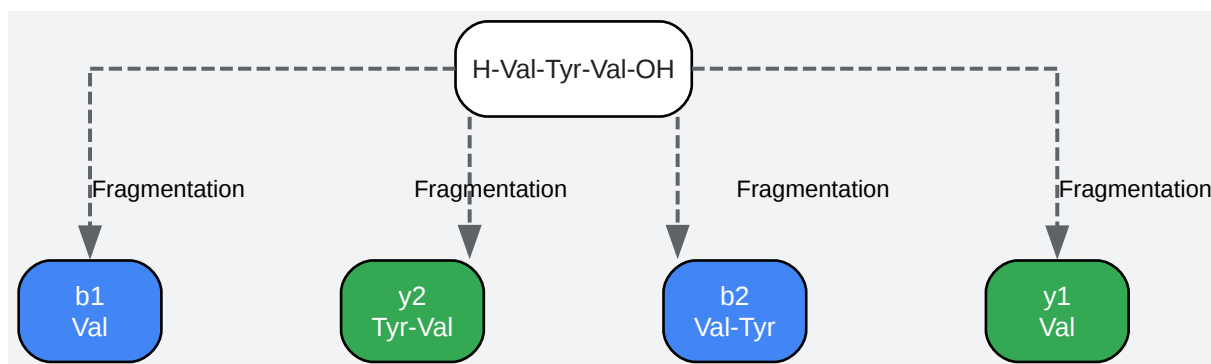 H-Val-Tyr-Val-OH
Fragmentation
Fragmentation
Fragmentation
Fragmentation
b1
Val
y2
Tyr-Val
b2
Val-Tyr
y1
Val